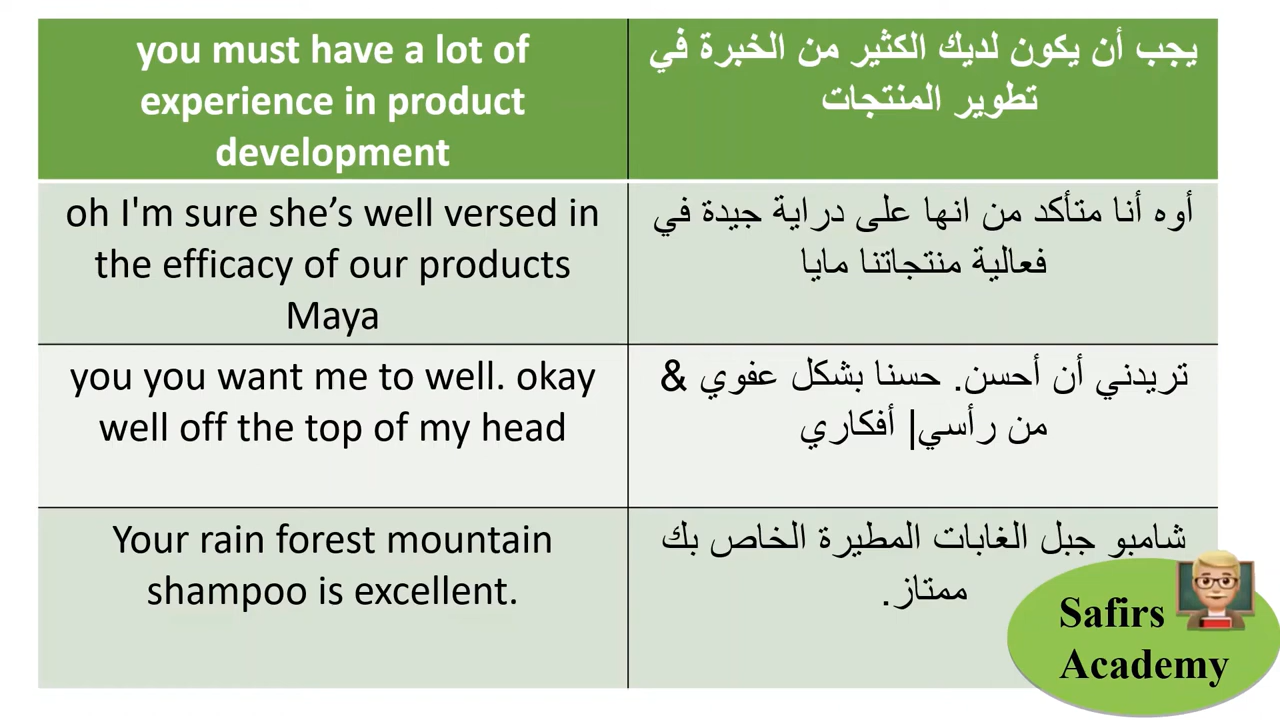 you must have a lot of
experience in product
development
يجب أن يكون لديك الكثير من الخبرة في
تطوير المنتجات
oh I'm sure she’s well versed in
the efficacy of our products
Maya
أوه أنا متأكد من انها على دراية جيدة في
فعالية منتجاتنا مايا
you you want me to well. okay
well off the top of my head
تريدني أن أحسن. حسنا بشكل عفوي &
من رأسي| أفكاري
Your rain forest mountain
shampoo is excellent.
شامبو جبل الغابات المطيرة الخاص بك
ممتاز.
Safirs
Academy